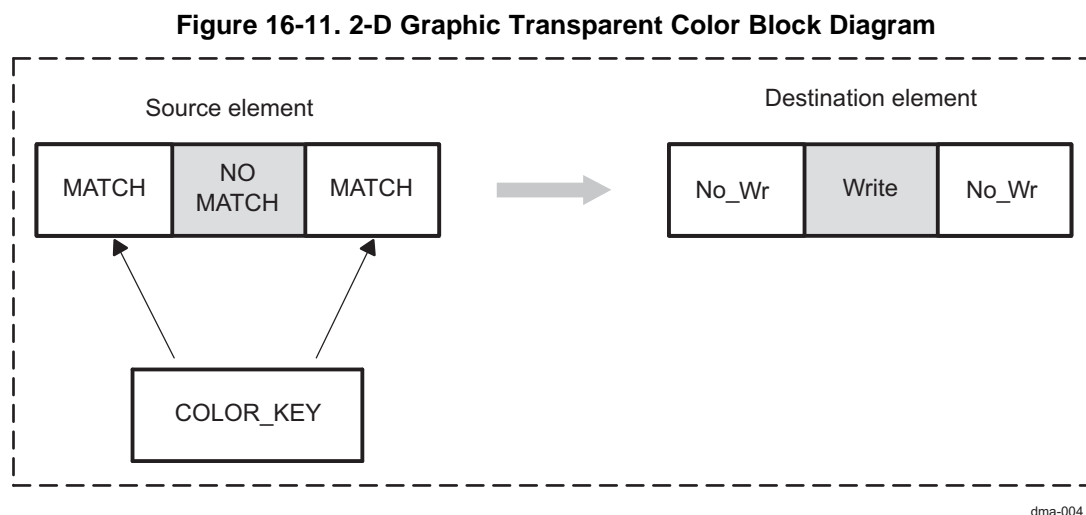 Figure 16-11. 2-D Graphic Transparent Color Block Diagram
Source element
Destination element
MATCH
NO
MATCH
MATCH
No_Wr
Write
No_Wr
COLOR_KEY
dma-004